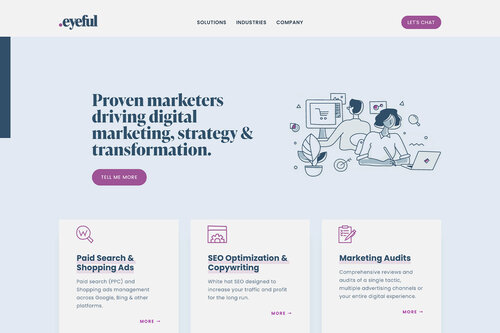 .eyeful
SOLUTIONS INDUSTRIES COMPANY
LET'S CHAT
Proven marketers
driving digital
marketing, strategy &
transformation.
TELL ME MORE
Paid Search &
Shopping Ads
Paid search (PPC) and
Shopping ads management
across Google, Bing & other
platforms.
MORE →
SEO Optimization &
Copywriting
White hat SEO designed to
increase your traffic and profit
for the long run.
MORE →
Marketing Audits
Comprehensive reviews and
audits of a single tactic,
multiple advertising channels or
your entire digital experience.
MORE →